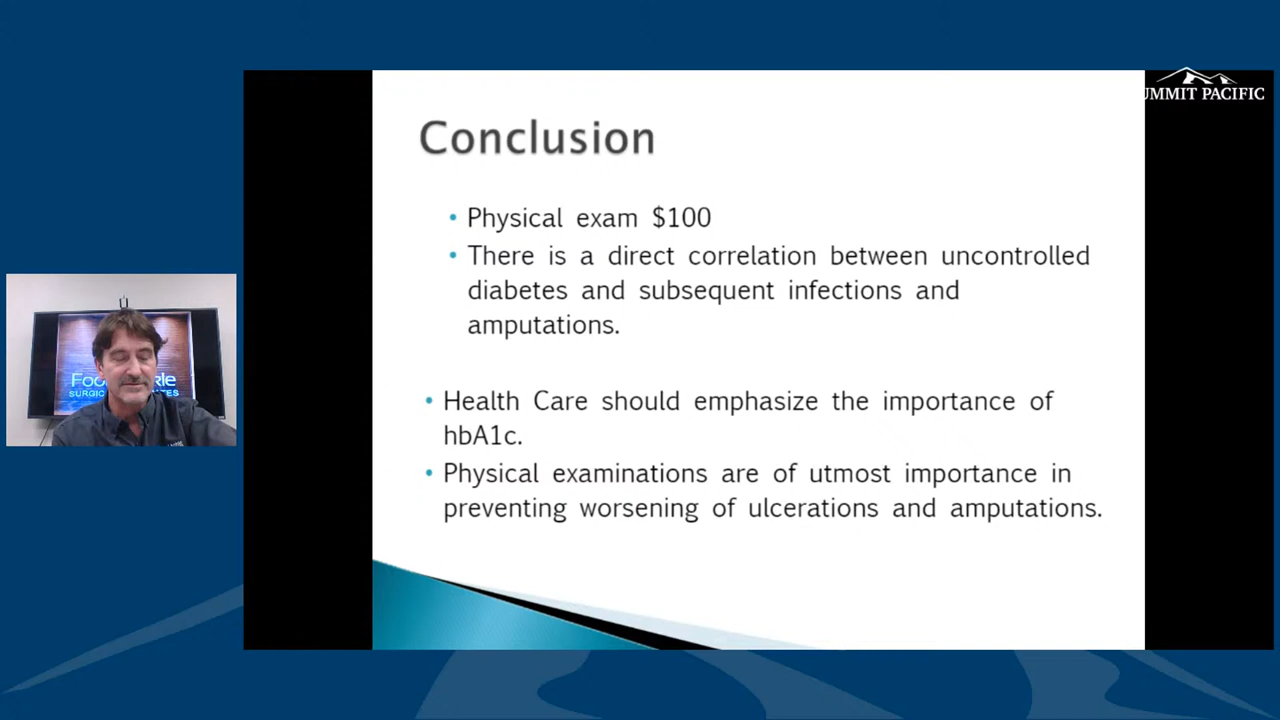 UMMIT PACIFIC
Conclusion
• Physical exam $100
• There is a direct correlation between uncontrolled
diabetes and subsequent infections and
amputations.
• Health Care should emphasize the importance of
hbA1c.
• Physical examinations are of utmost importance in
preventing worsening of ulcerations and amputations.